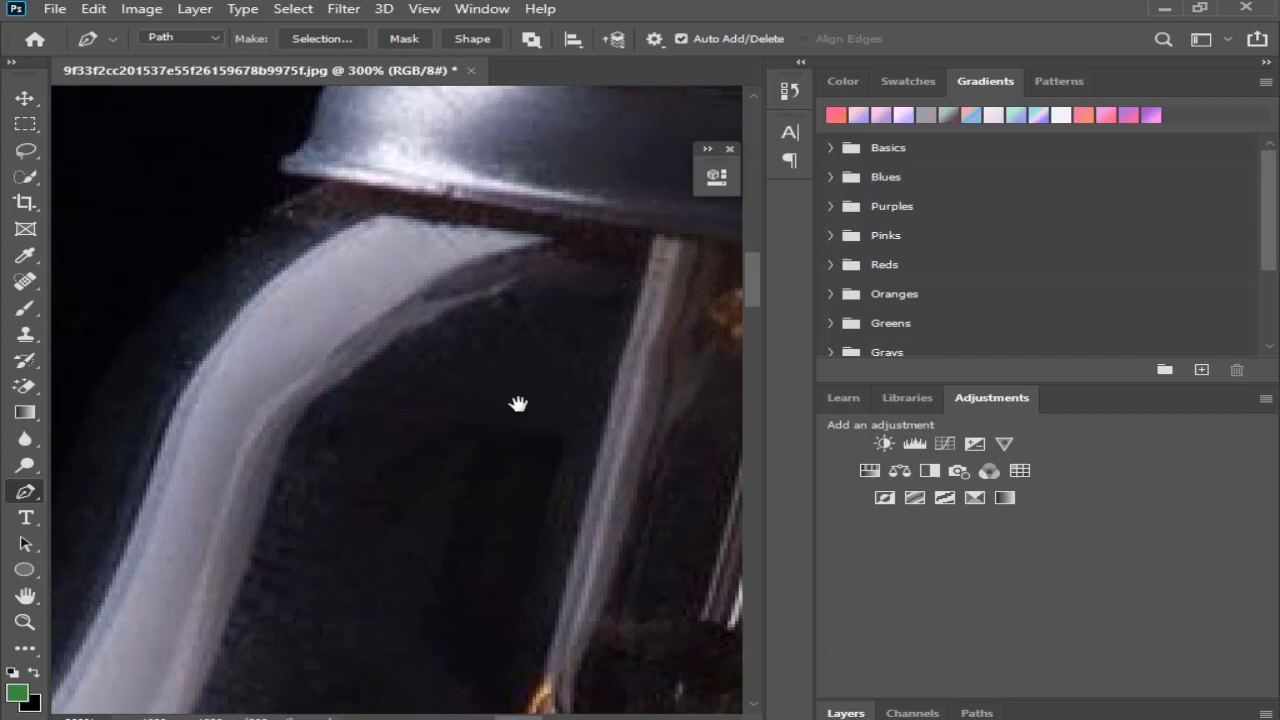 Ps File Edit Image Layer Type Select Filter 3D View Window Help
Path Make: Selection... Mask Shape Auto Add/Delete Align Edges
9f33f2cc201537e55f26159678b9975f.jpg @ 300% (RGB/8#) * ×
Color Swatches Gradients Patterns
Basics
Blues
Purples
Pinks
Reds
Oranges
Greens
Grays
Learn Libraries Adjustments
Add an adjustment
Layers Channels Paths